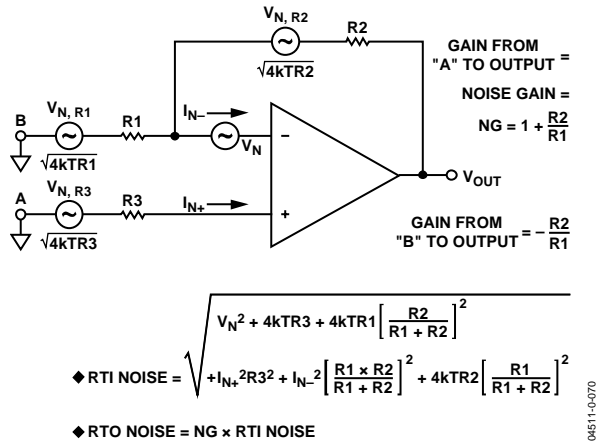 V_N, R2
R2
√4kTR2
GAIN FROM "A" TO OUTPUT =
NOISE GAIN =
NG = 1 + R2/R1
B
V_N, R1
R1
√4kTR1
I_N–
V_N
–
A
V_N, R3
R3
√4kTR3
I_N+
+
V_OUT
GAIN FROM "B" TO OUTPUT = – R2/R1
◆ RTI NOISE = √ V_N² + 4kTR3 + 4kTR1 [R2/(R1 + R2)]²
+ I_N+² R3² + I_N–² [(R1 × R2)/(R1 + R2)]² + 4kTR2 [R1/(R1 + R2)]²
◆ RTO NOISE = NG × RTI NOISE
04511-0-070